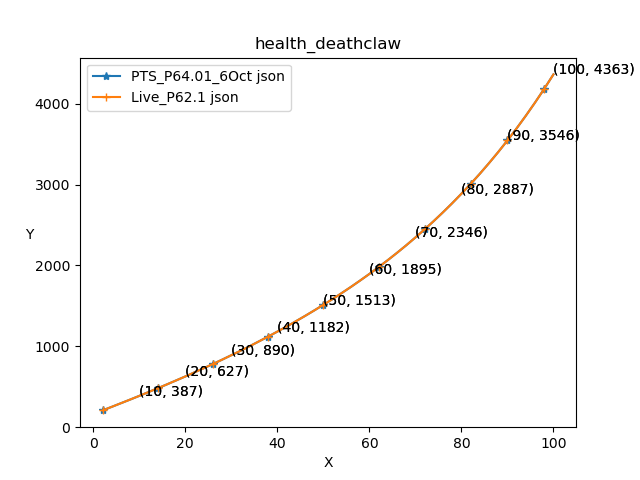 health_deathclaw
PTS_P64.01_6Oct json
Live_P62.1 json
(100, 4363)
4000
(90, 3546)
3000
(80, 2887)
(70, 2346)
Y
2000
(60, 1895)
(50, 1513)
(40, 1182)
1000
(30, 890)
(20, 627)
(10, 387)
0
0 20 40 60 80 100
X